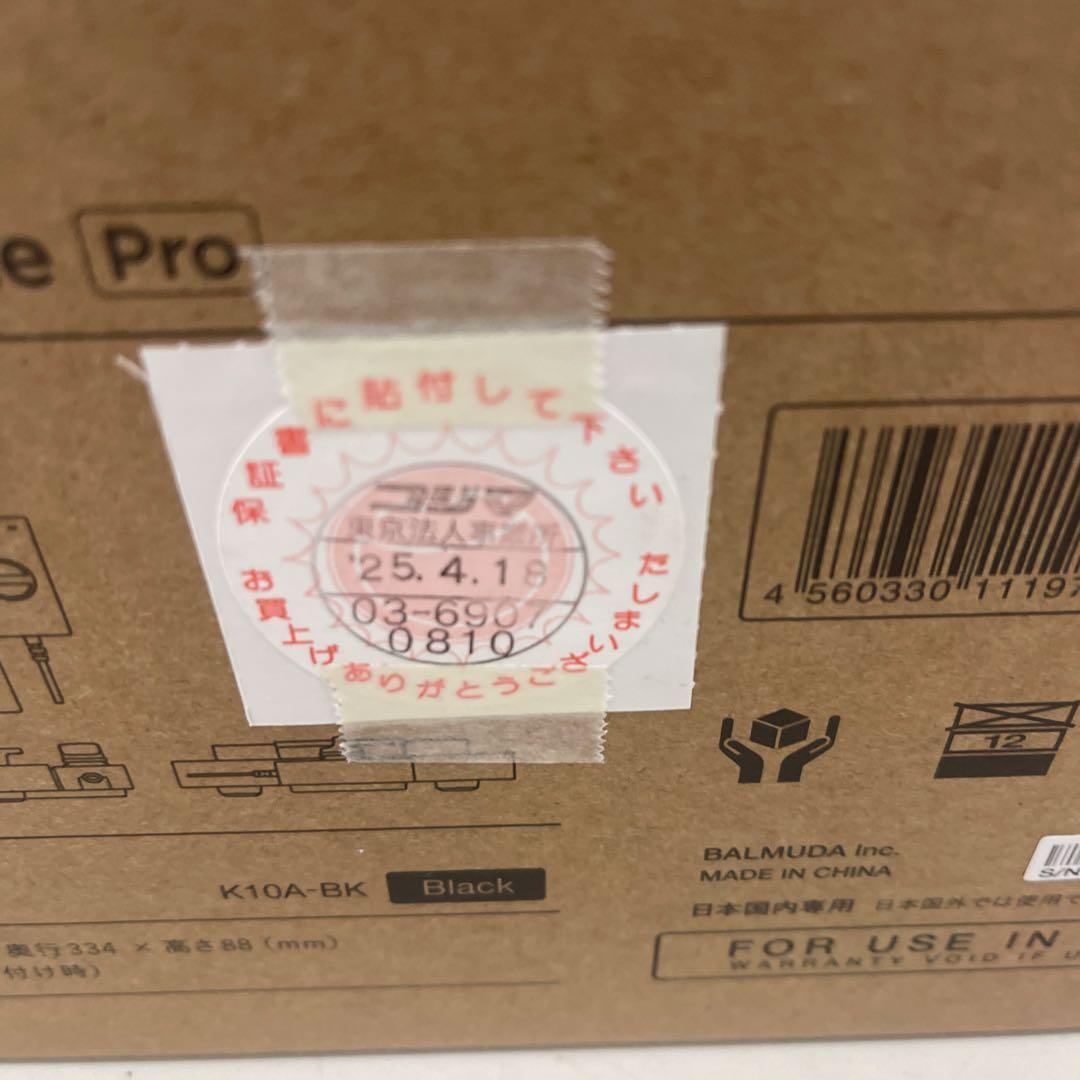 e Pro
保証書に貼付して下さい
コジマ
東京法人事業所
'25.4.18
03-6907
0810
お買上げありがとうございいたしまだ
4 560330 11197
12
BALMUDA Inc.
MADE IN CHINA
S/N
K10A-BK Black
日本国内専用 日本国外では使用で
奥行334 × 高さ88 (mm)
付け時)
FOR USE IN
WARRANTY VOID IF U